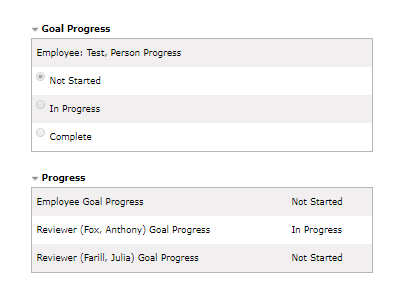 Goal Progress
Employee: Test, Person Progress
Not Started
In Progress
Complete
Progress
Employee Goal Progress Not Started
Reviewer (Fox, Anthony) Goal Progress In Progress
Reviewer (Farill, Julia) Goal Progress Not Started